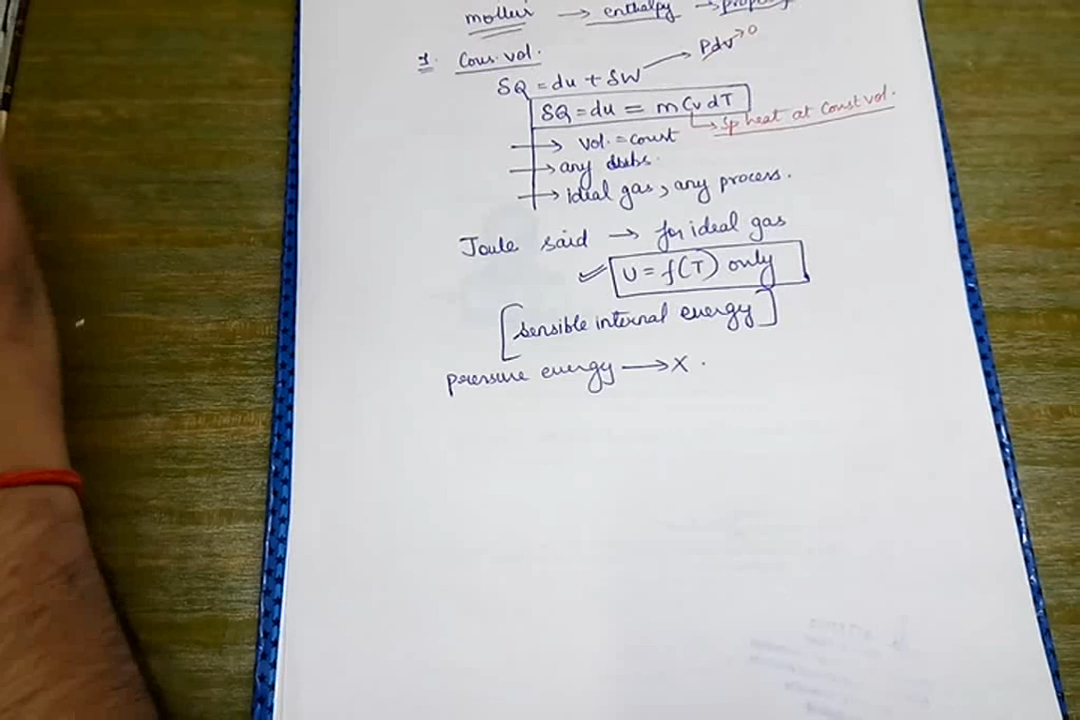 mollier → enthalpy → property
1. Cons. vol.
δQ = du + δW → Pdv→0
δQ = du = m Cv dT → Sp heat at const vol.
→ vol. = const
→ any subs.
→ ideal gas, any process.
Joule said → for ideal gas
✓ U = f(T) only
[sensible internal energy]
pressure energy → X .